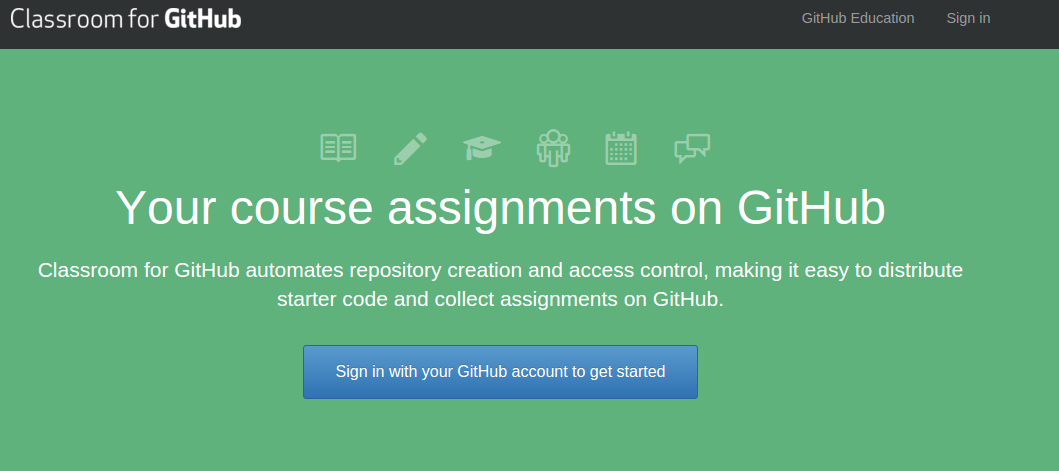 Classroom for GitHub
GitHub Education
Sign in
Your course assignments on GitHub
Classroom for GitHub automates repository creation and access control, making it easy to distribute
starter code and collect assignments on GitHub.
Sign in with your GitHub account to get started